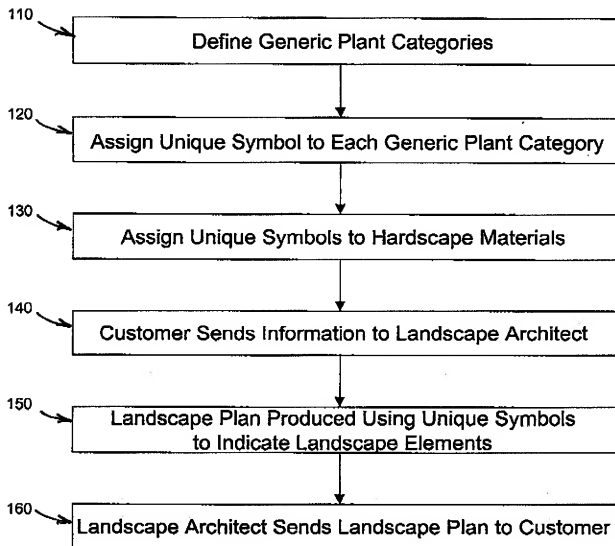 110
Define Generic Plant Categories
120
Assign Unique Symbol to Each Generic Plant Category
130
Assign Unique Symbols to Hardscape Materials
140
Customer Sends Information to Landscape Architect
150
Landscape Plan Produced Using Unique Symbols
to Indicate Landscape Elements
160
Landscape Architect Sends Landscape Plan to Customer